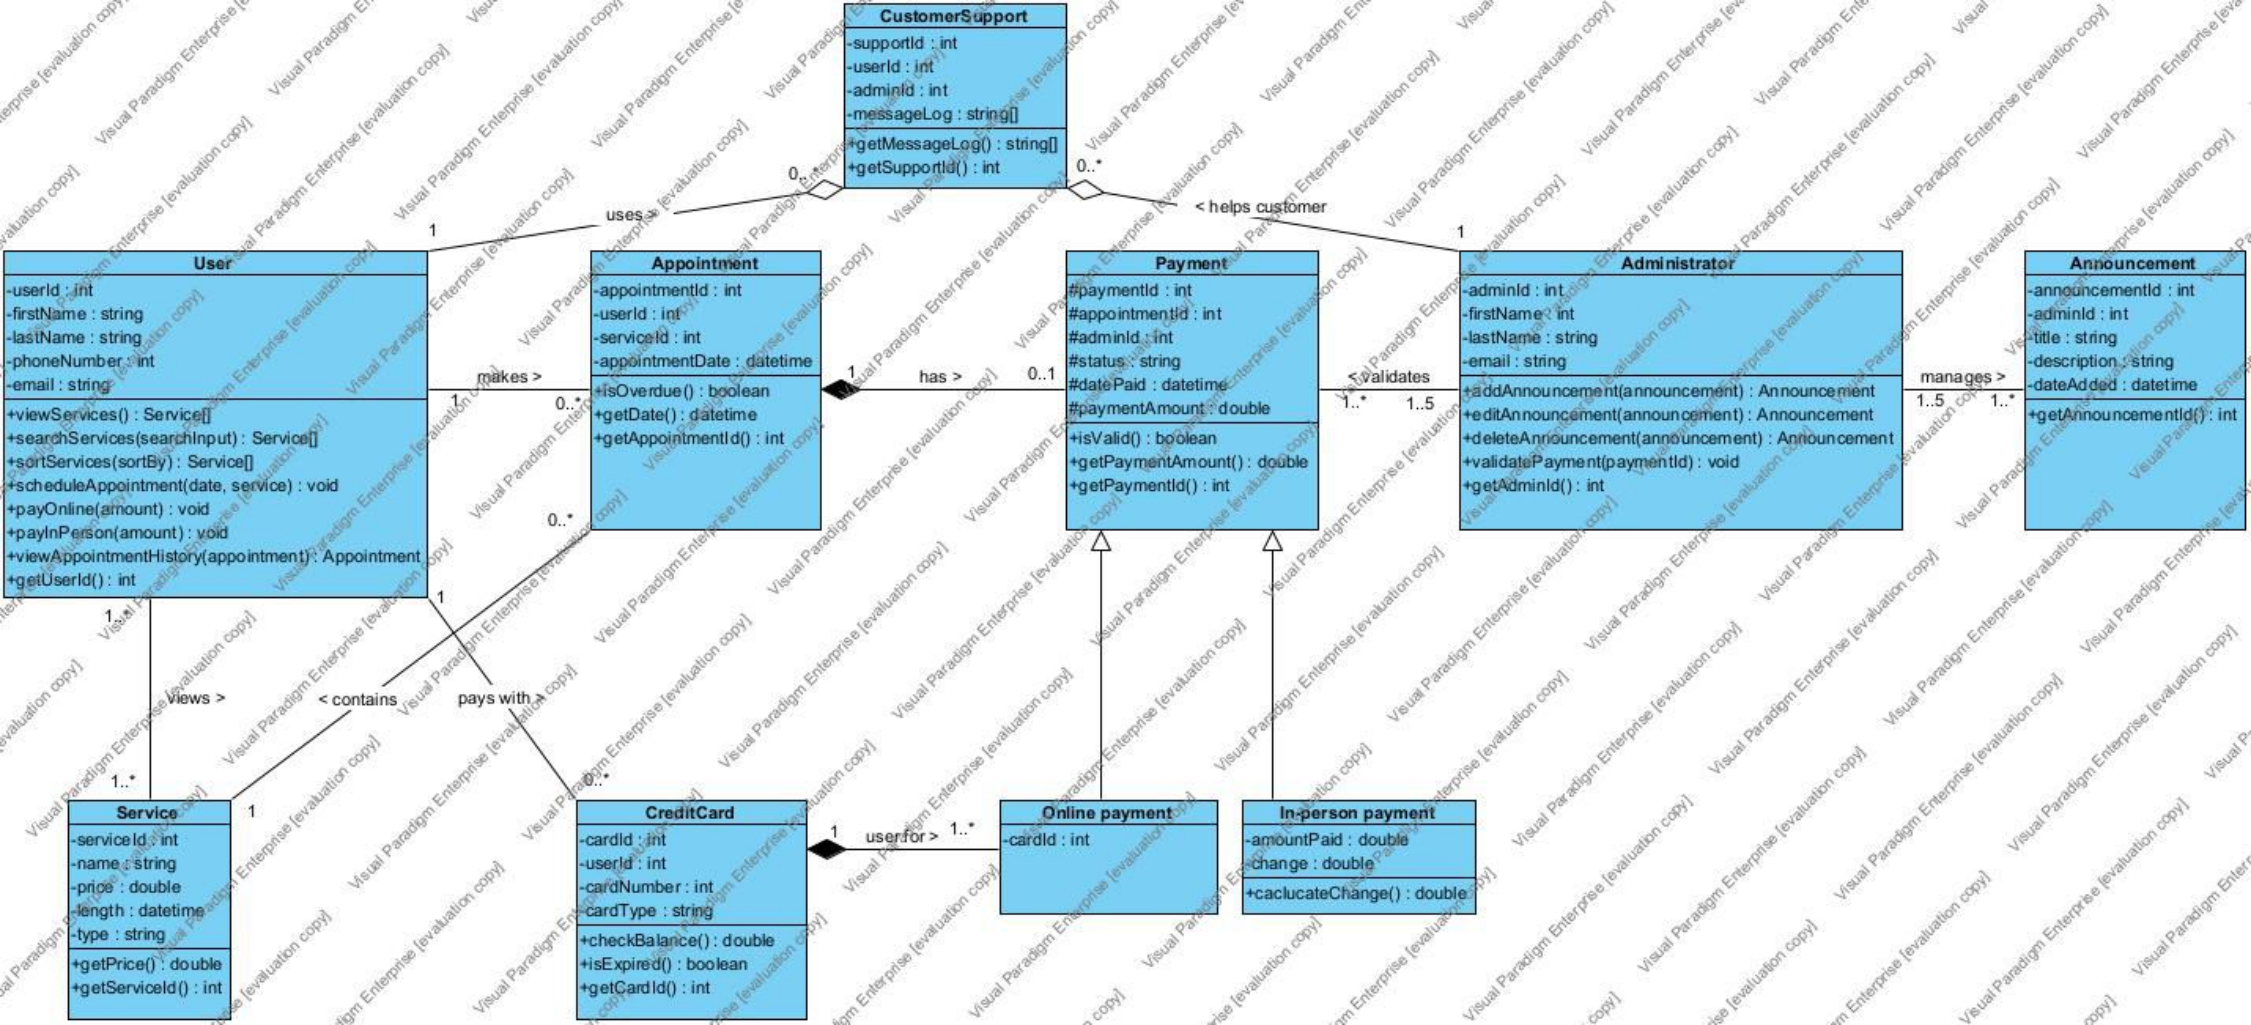 CustomerSupport
-supportId : int
-userId : int
-adminId : int
-messageLog : string[]
+getMessageLog() : string[]
+getSupportId() : int
0..*
0..*
uses >
< helps customer
1
1
User
-userId : int
-firstName : string
-lastName : string
-phoneNumber : int
-email : string
+viewServices() : Service[]
+searchServices(searchInput) : Service[]
+sortServices(sortBy) : Service[]
+scheduleAppointment(date, service) : void
+payOnline(amount) : void
+payInPerson(amount) : void
+viewAppointmentHistory(appointment) : Appointment
+getUserId() : int
makes >
1
0..*
Appointment
-appointmentId : int
-userId : int
-serviceId : int
-appointmentDate : datetime
+isOverdue() : boolean
+getDate() : datetime
+getAppointmentId() : int
1
has >
0..1
Payment
#paymentId : int
#appointmentId : int
#adminId : int
#status : string
#datePaid : datetime
#paymentAmount : double
+isValid() : boolean
+getPaymentAmount() : double
+getPaymentId() : int
< validates
1..*
1..5
Administrator
-adminId : int
-firstName : int
-lastName : string
-email : string
+addAnnouncement(announcement) : Announcement
+editAnnouncement(announcement) : Announcement
+deleteAnnouncement(announcement) : Announcement
+validatePayment(paymentId) : void
+getAdminId() : int
manages >
1..5
1..*
Announcement
-announcementId : int
-adminId : int
-title : string
-description : string
-dateAdded : datetime
+getAnnouncementId() : int
0..*
1..*
1
views >
< contains
pays with >
1..*
1
0..*
Service
-serviceId : int
-name : string
-price : double
-length : datetime
-type : string
+getPrice() : double
+getServiceId() : int
CreditCard
-cardId : int
-userId : int
-cardNumber : int
-cardType : string
+checkBalance() : double
+isExpired() : boolean
+getCardId() : int
1
1..*
Online payment
-cardId : int
In-person payment
-amountPaid : double
-change : double
+caclucateChange() : double
Visual Paradigm Enterprise [evaluation copy]